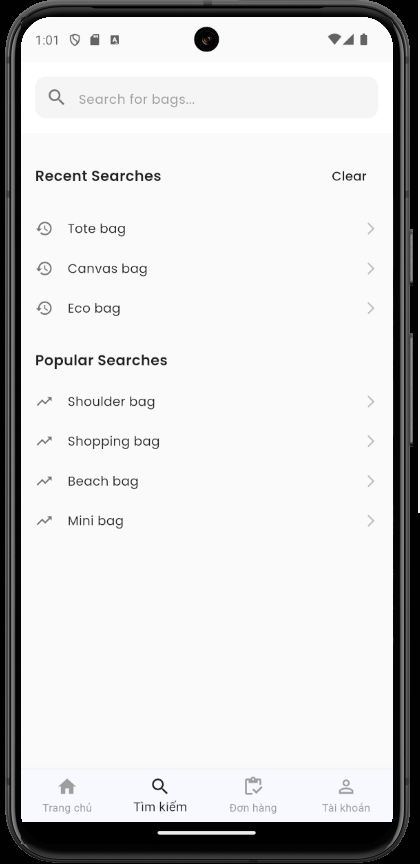 1:01
Search for bags...
Recent Searches
Clear
Tote bag
Canvas bag
Eco bag
Popular Searches
Shoulder bag
Shopping bag
Beach bag
Mini bag
Trang chủ
Tìm kiếm
Đơn hàng
Tài khoản